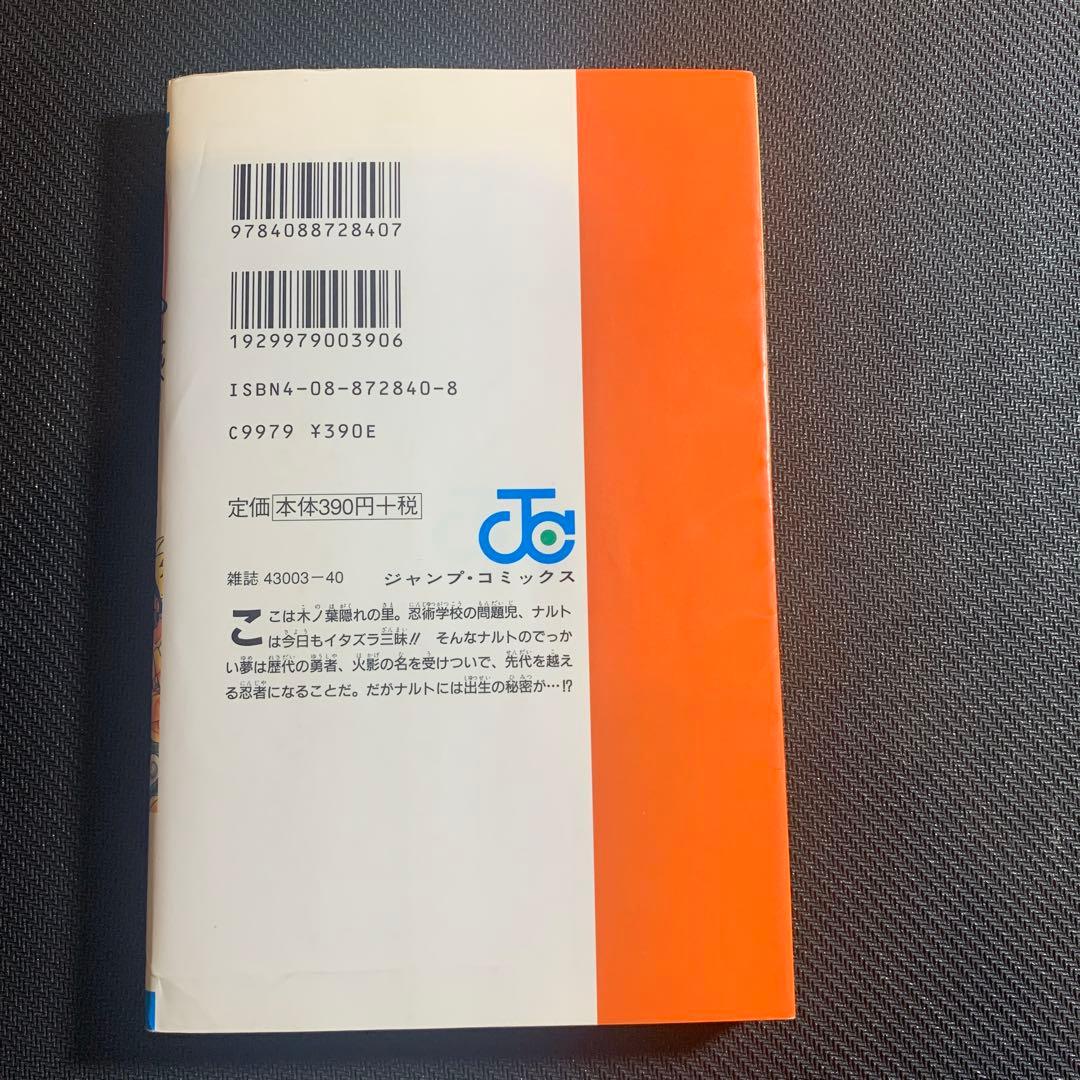 9784088728407
1929979003906
ISBN4-08-872840-8
C9979 ¥390E
定価 本体390円+税
JC
雑誌 43003-40 ジャンプ・コミックス
ここは木ノ葉隠れの里。忍術学校の問題児、ナルト
は今日もイタズラ三昧!! そんなナルトのでっか
い夢は歴代の勇者、火影の名を受けついで、先代を越え
る忍者になることだ。だがナルトには出生の秘密が…!?